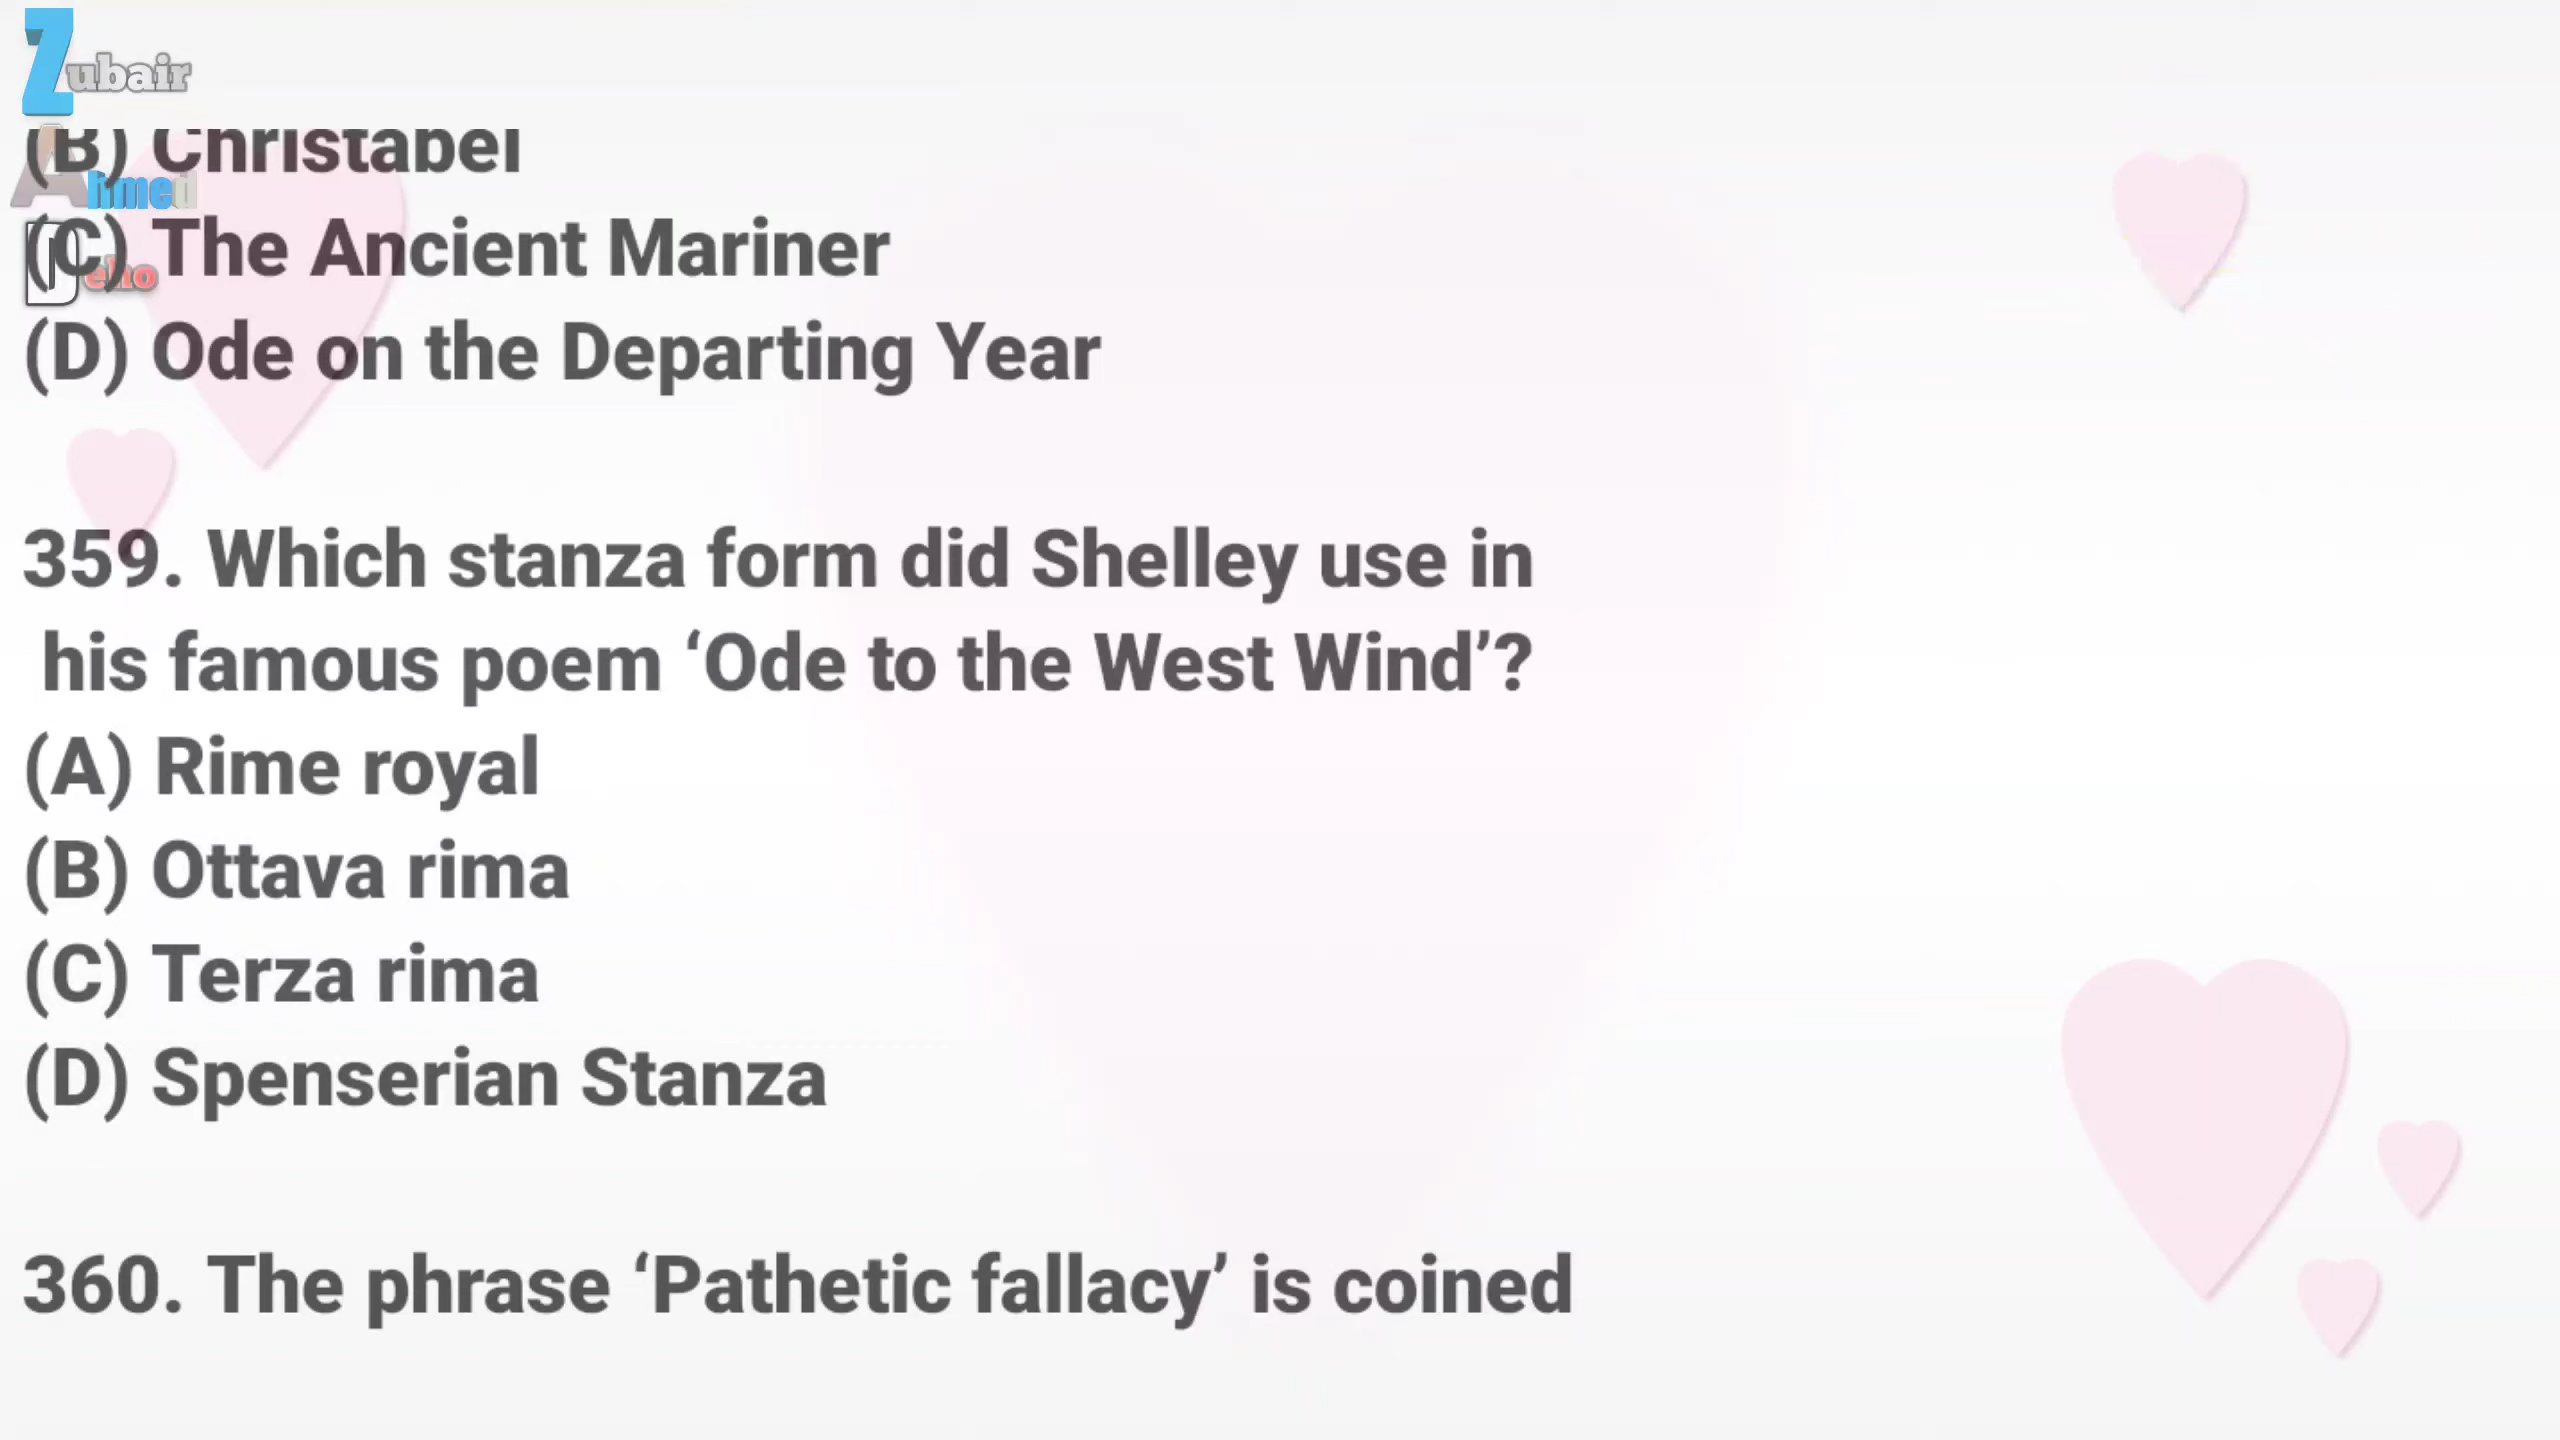 Zubair
(B) Christabel
Ahmed
(C) The Ancient Mariner
Deho
(D) Ode on the Departing Year
359. Which stanza form did Shelley use in
his famous poem ‘Ode to the West Wind’?
(A) Rime royal
(B) Ottava rima
(C) Terza rima
(D) Spenserian Stanza
360. The phrase ‘Pathetic fallacy’ is coined